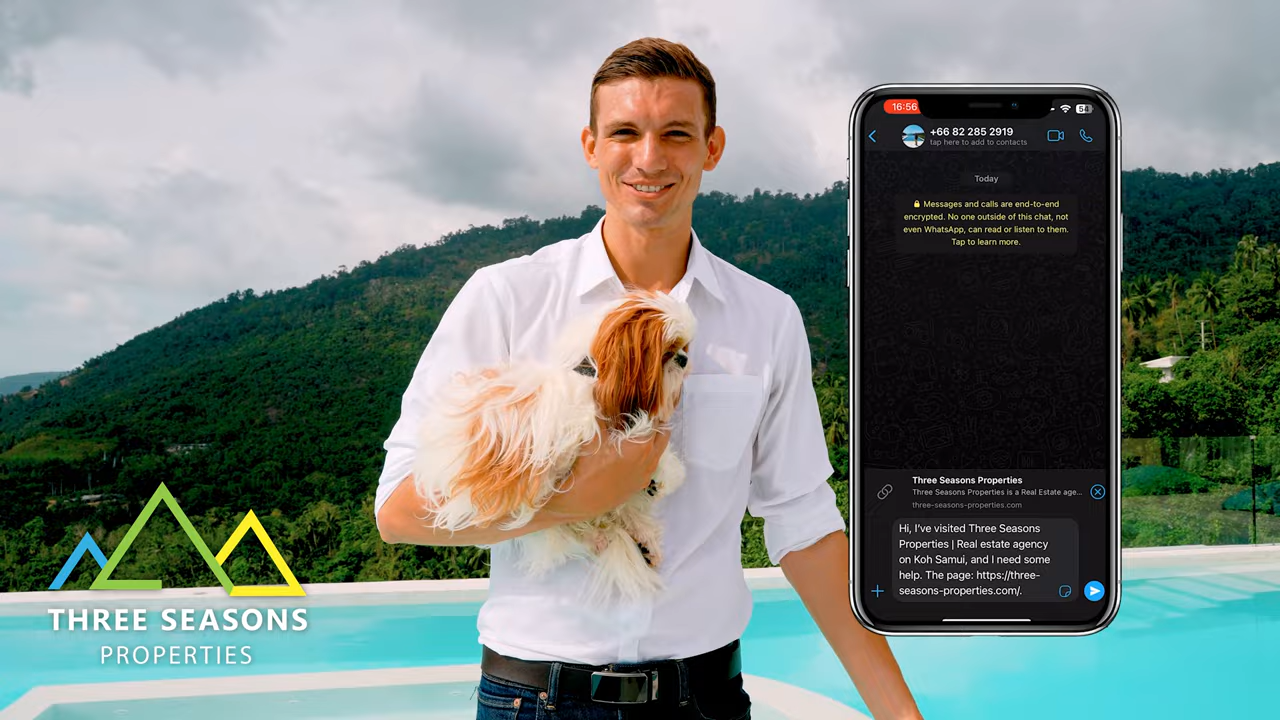 THREE SEASONS
PROPERTIES
16:56
54
+66 82 285 2919
tap here to add to contacts
Today
Messages and calls are end-to-end
encrypted. No one outside of this chat, not
even WhatsApp, can read or listen to them.
Tap to learn more.
Three Seasons Properties
Three Seasons Properties is a Real Estate age...
three-seasons-properties.com
Hi, I've visited Three Seasons
Properties | Real estate agency
on Koh Samui, and I need some
help. The page: https://three-
seasons-properties.com/.